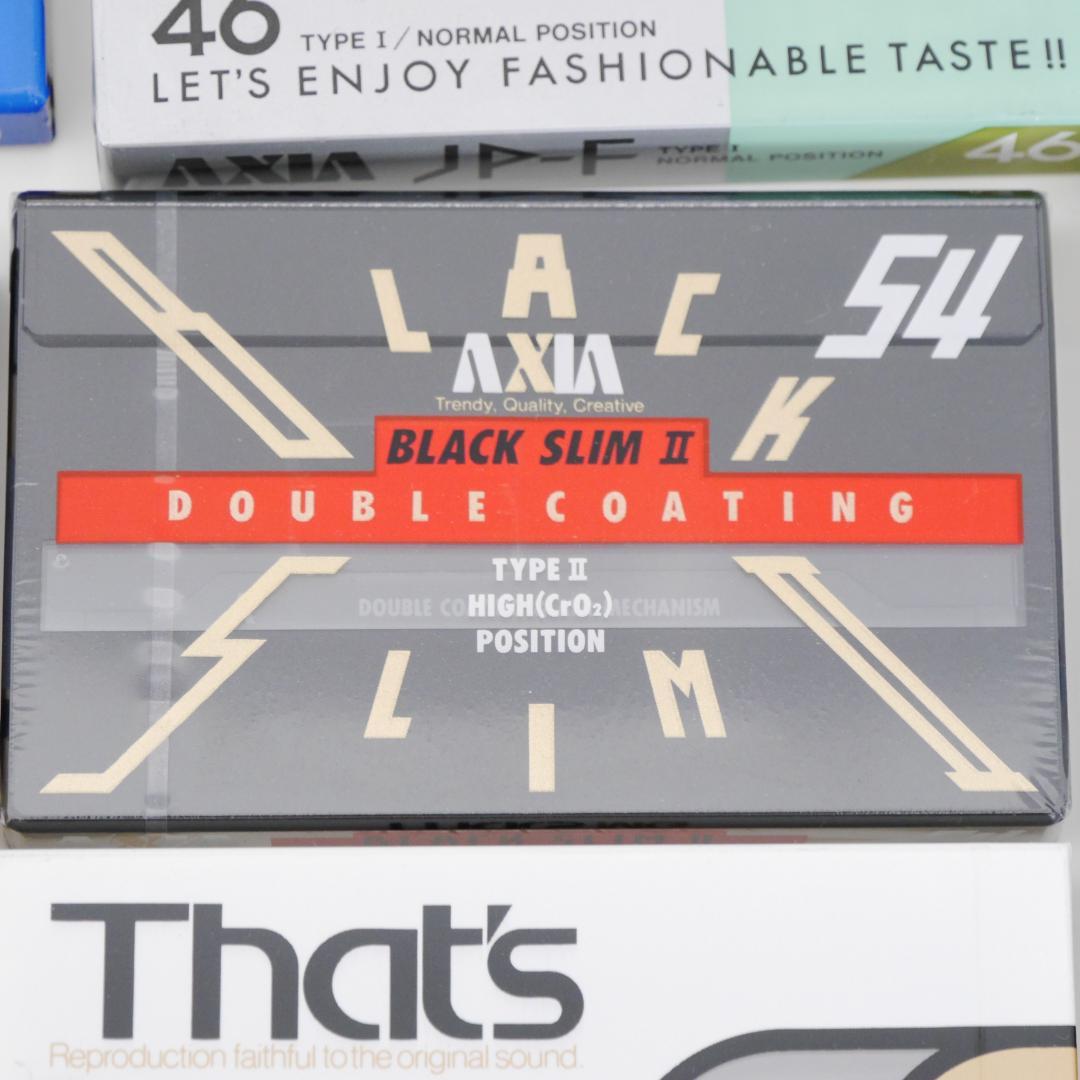 46 TYPE I/NORMAL POSITION
LET'S ENJOY FASHIONABLE TASTE!!
AXIA JP-F TYPE I
NORMAL POSITION 46
BLACK
54
AXIA
Trendy, Quality, Creative
BLACK SLIM II
DOUBLE COATING
TYPE II
HIGH(CrO₂)
POSITION
SLIM II
That's
Reproduction faithful to the original sound.